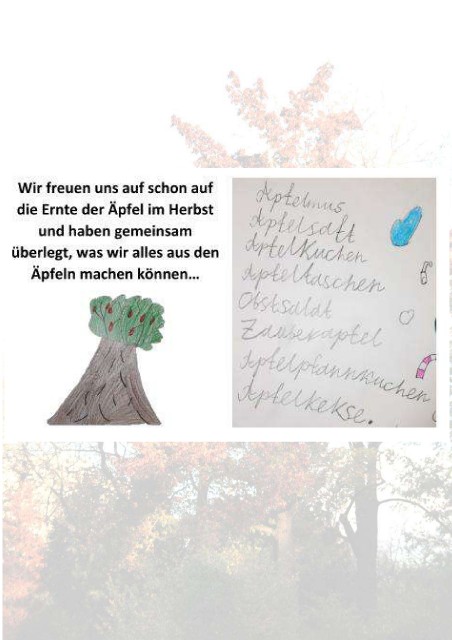 Wir freuen uns auf schon auf
die Ernte der Äpfel im Herbst
und haben gemeinsam
überlegt, was wir alles aus den
Äpfeln machen können...
Apfelmus
Apfelsaft
Apfelkuchen
Apfeltaschen
Obstsaldt
Zauberapfel
Apfelpfannkuchen
Apfelkekse.